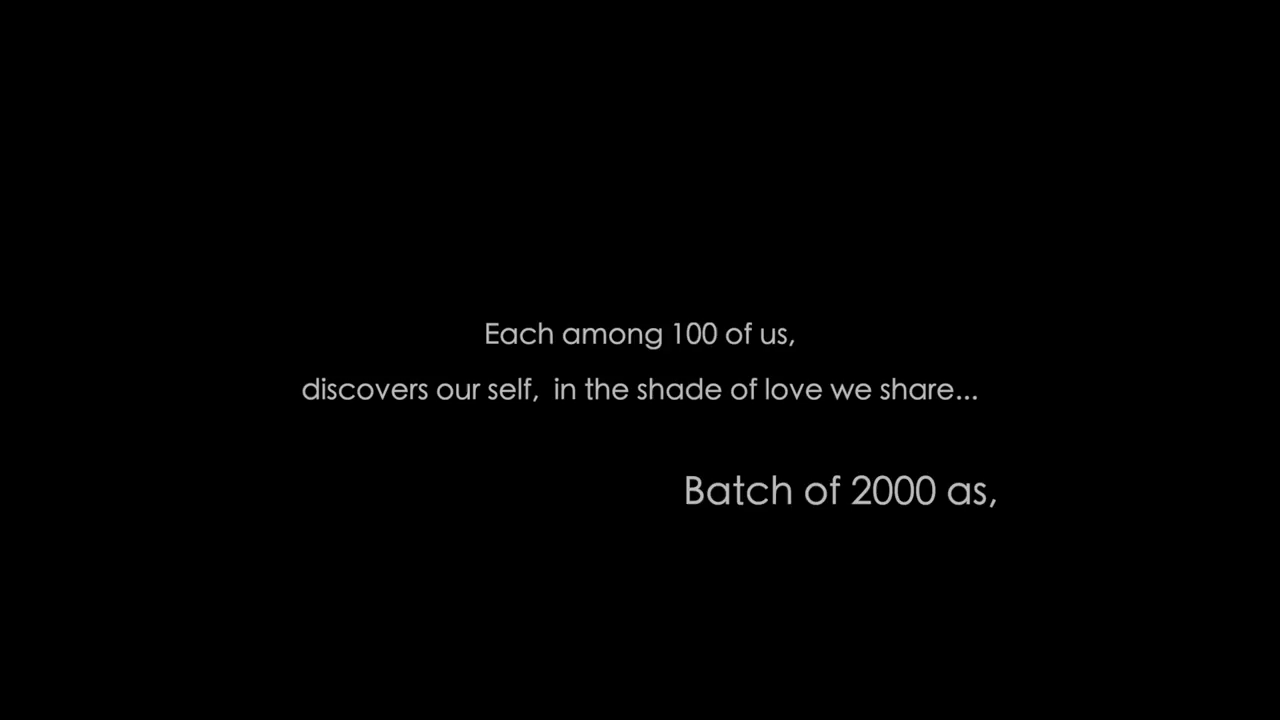 Each among 100 of us,
discovers our self,  in the shade of love we share...
Batch of 2000 as,